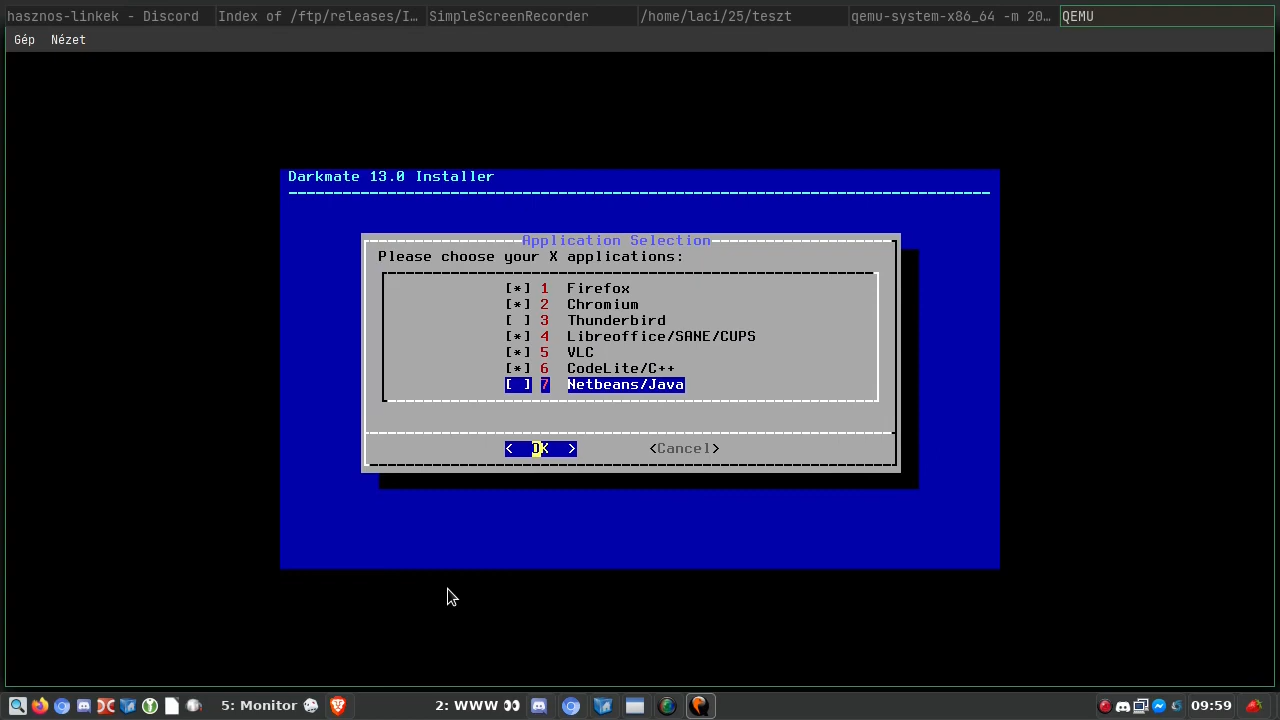 hasznos-linkek - Discord
Index of /ftp/releases/I...
SimpleScreenRecorder
/home/laci/25/teszt
qemu-system-x86_64 -m 20...
QEMU
Gép Nézet
Darkmate 13.0 Installer
Application Selection
Please choose your X applications:
[*] 1 Firefox
[*] 2 Chromium
[ ] 3 Thunderbird
[*] 4 Libreoffice/SANE/CUPS
[*] 5 VLC
[*] 6 CodeLite/C++
[ ] 7 Netbeans/Java
< OK > <Cancel>
5: Monitor
2: WWW
09:59